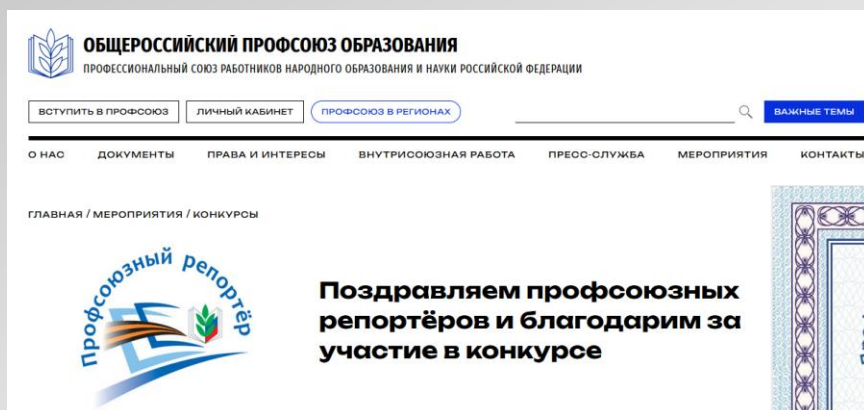 ОБЩЕРОССИЙСКИЙ ПРОФСОЮЗ ОБРАЗОВАНИЯ
ПРОФЕССИОНАЛЬНЫЙ СОЮЗ РАБОТНИКОВ НАРОДНОГО ОБРАЗОВАНИЯ И НАУКИ РОССИЙСКОЙ ФЕДЕРАЦИИ
ВСТУПИТЬ В ПРОФСОЮЗ ЛИЧНЫЙ КАБИНЕТ ПРОФСОЮЗ В РЕГИОНАХ ВАЖНЫЕ ТЕМЫ
О НАС ДОКУМЕНТЫ ПРАВА И ИНТЕРЕСЫ ВНУТРИСОЮЗНАЯ РАБОТА ПРЕСС-СЛУЖБА МЕРОПРИЯТИЯ КОНТАКТЫ
ГЛАВНАЯ / МЕРОПРИЯТИЯ / КОНКУРСЫ
Профсоюзный репортёр
Поздравляем профсоюзных
репортёров и благодарим за
участие в конкурсе